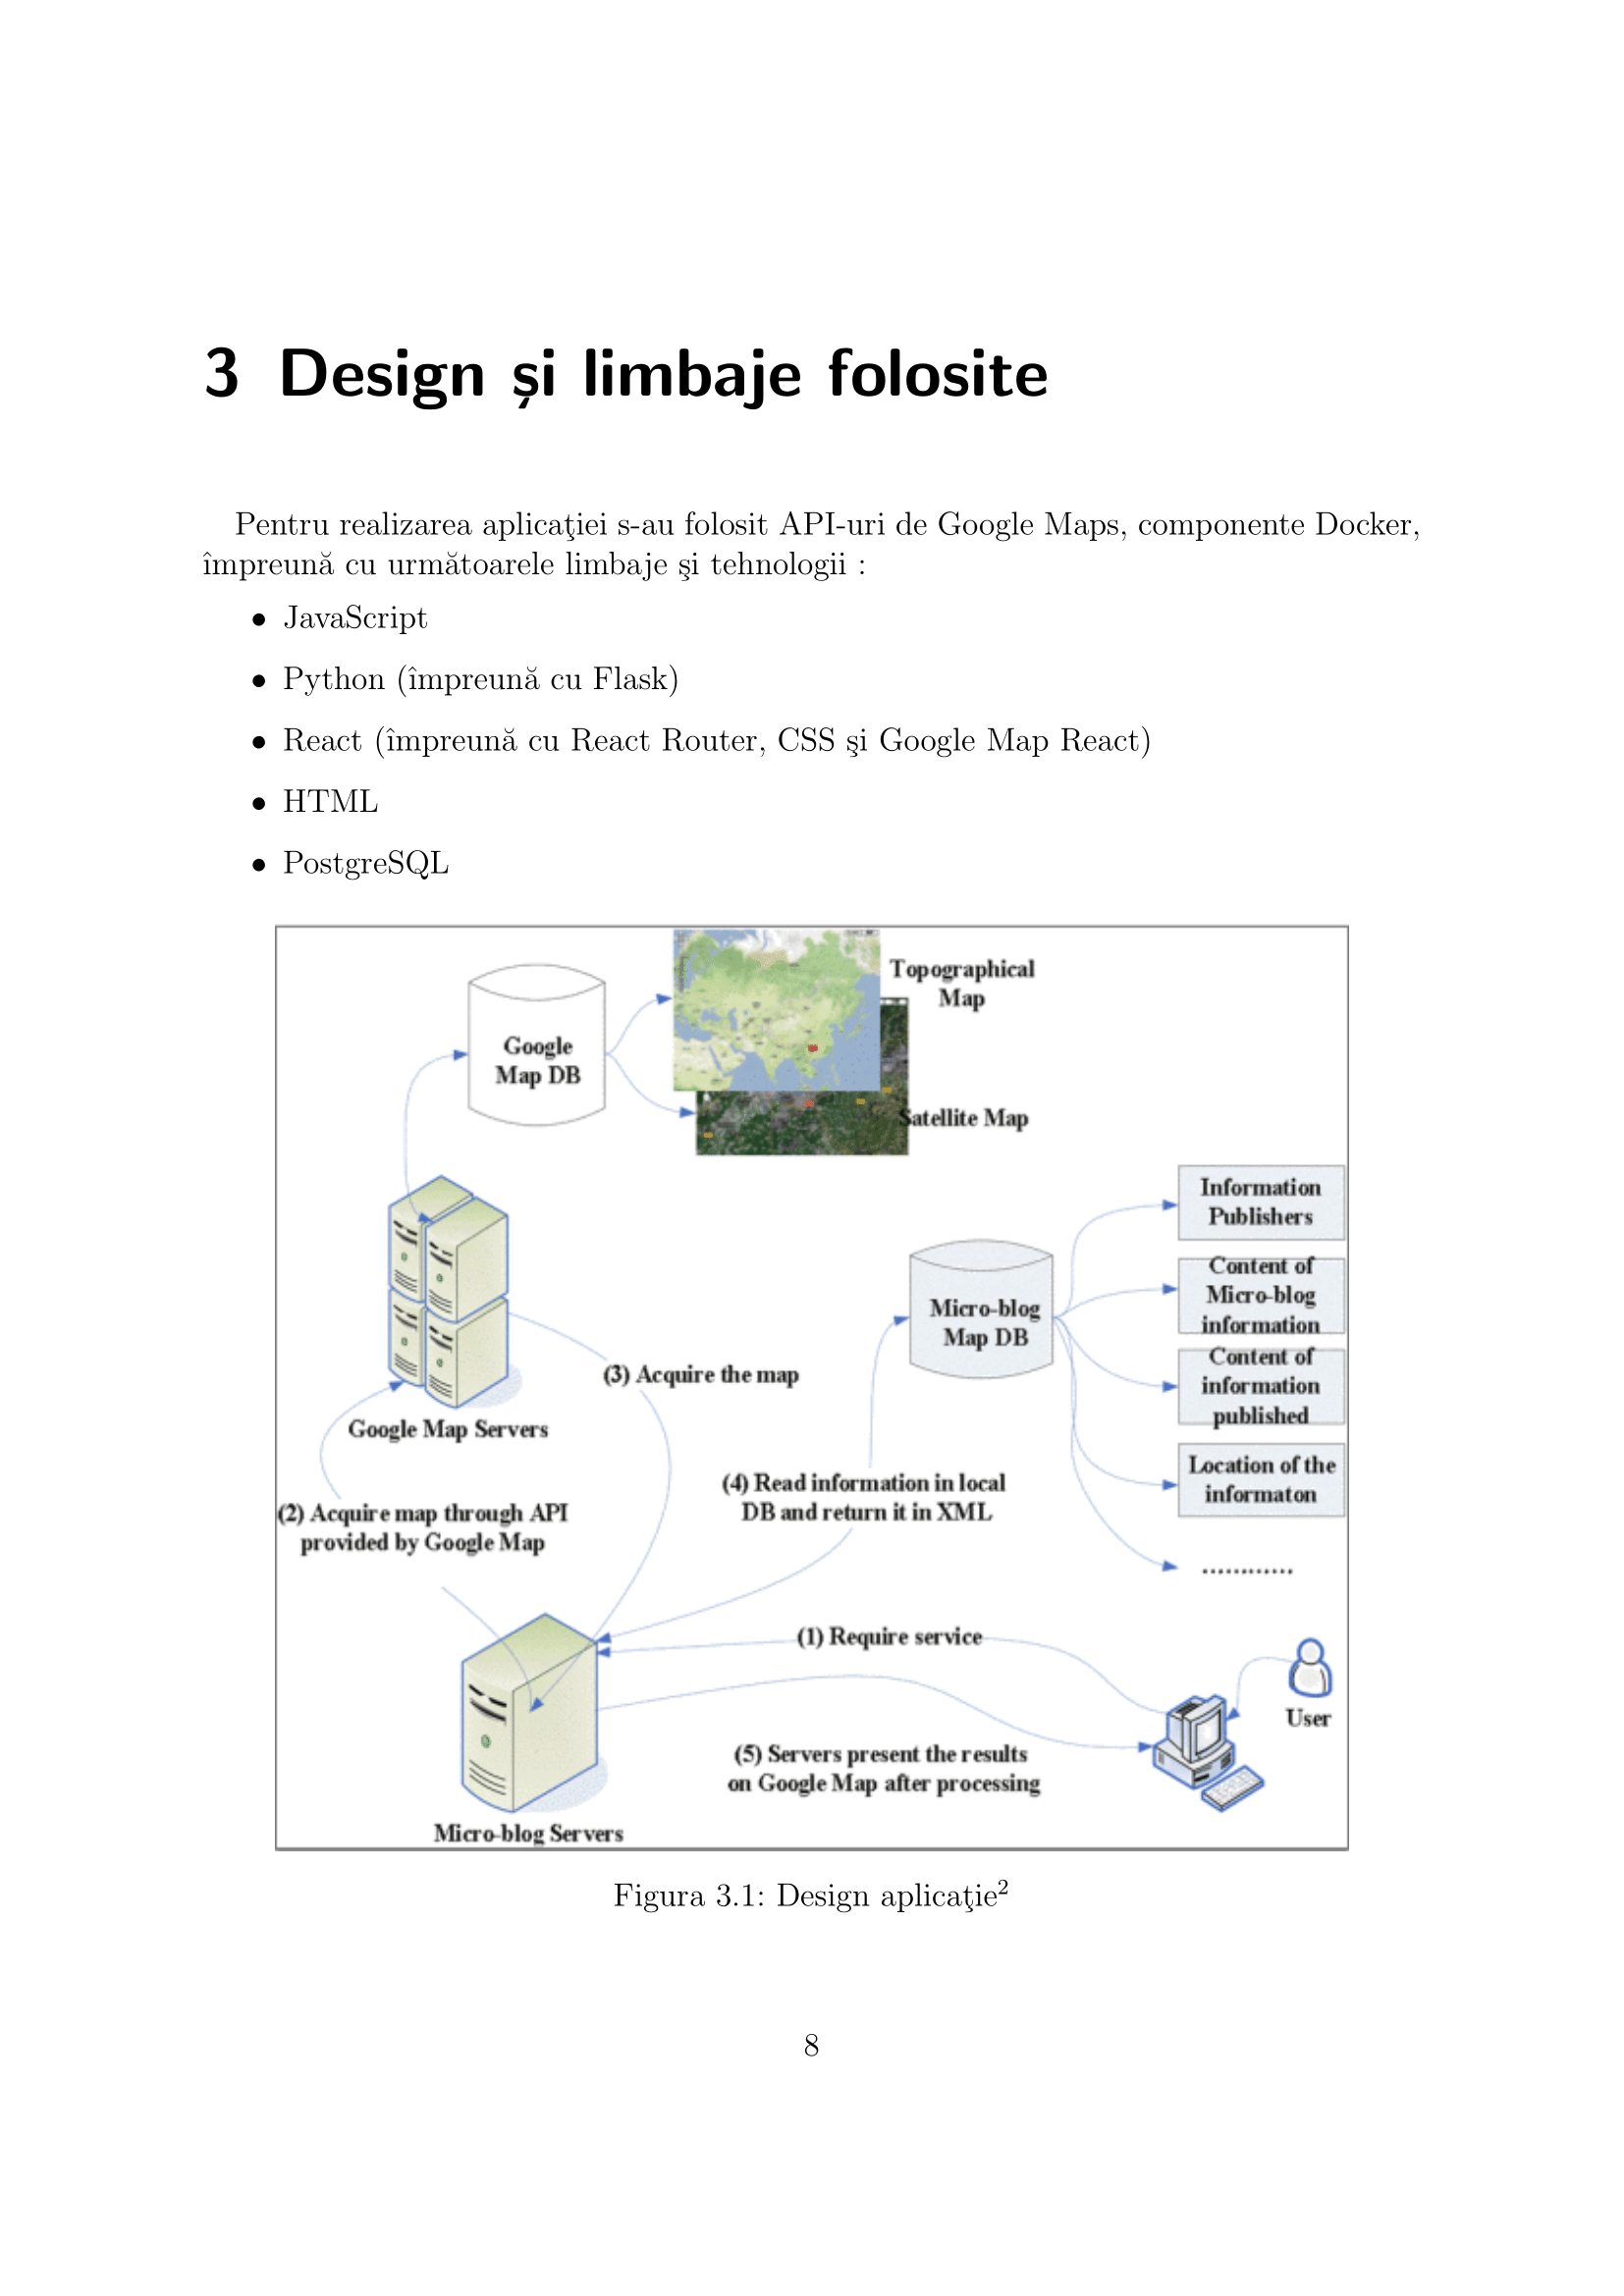 3 Design și limbaje folosite
Pentru realizarea aplicaţiei s-au folosit API-uri de Google Maps, componente Docker,
împreună cu următoarele limbaje şi tehnologii :
• JavaScript
• Python (împreună cu Flask)
• React (împreună cu React Router, CSS şi Google Map React)
• HTML
• PostgreSQL
Topographical
Map
Google
Map DB
Satellite Map
Information
Publishers
Content of
Micro-blog
information
Micro-blog
Map DB
Content of
information
published
(3) Acquire the map
Google Map Servers
Location of the
informaton
(4) Read information in local
DB and return it in XML
(2) Acquire map through API
provided by Google Map
............
(1) Require service
User
(5) Servers present the results
on Google Map after processing
Micro-blog Servers
Figura 3.1: Design aplicaţie²
8